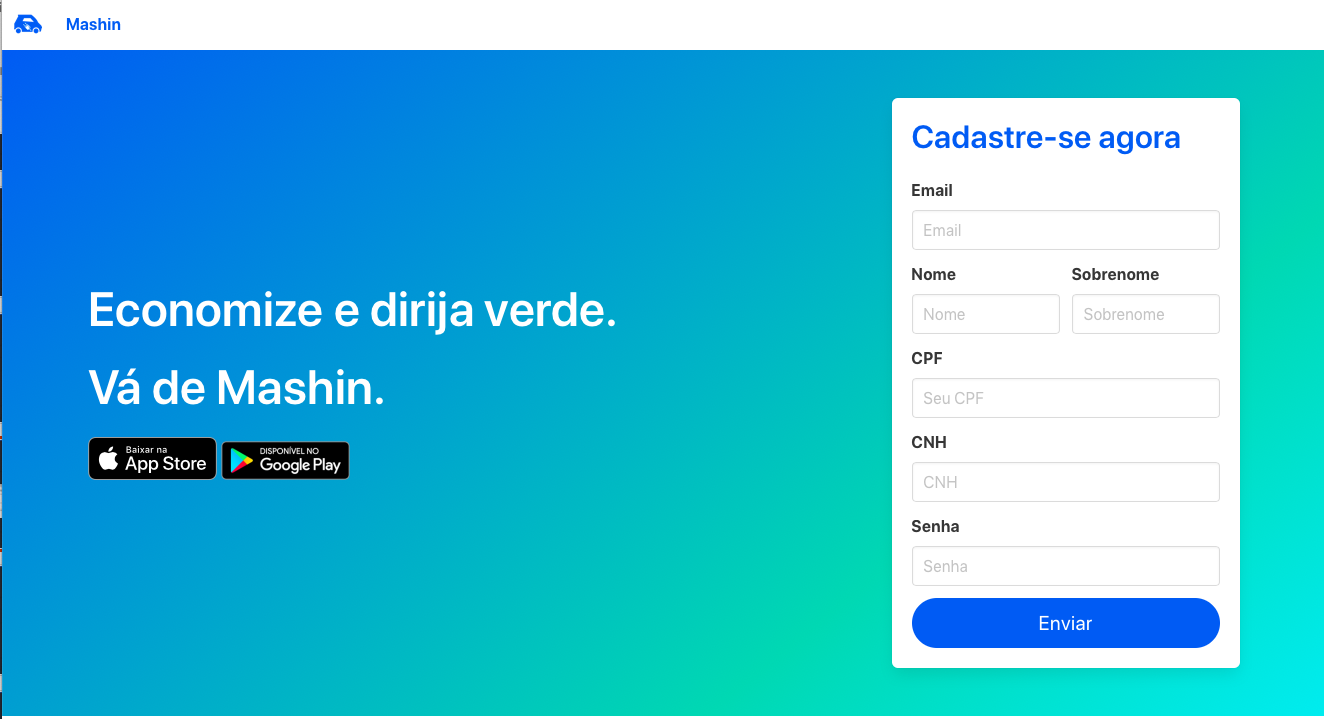 Mashin
Economize e dirija verde.
Vá de Mashin.
Baixar na
App Store
DISPONÍVEL NO
Google Play
Cadastre-se agora
Email
Email
Nome Sobrenome
Nome Sobrenome
CPF
Seu CPF
CNH
CNH
Senha
Senha
Enviar